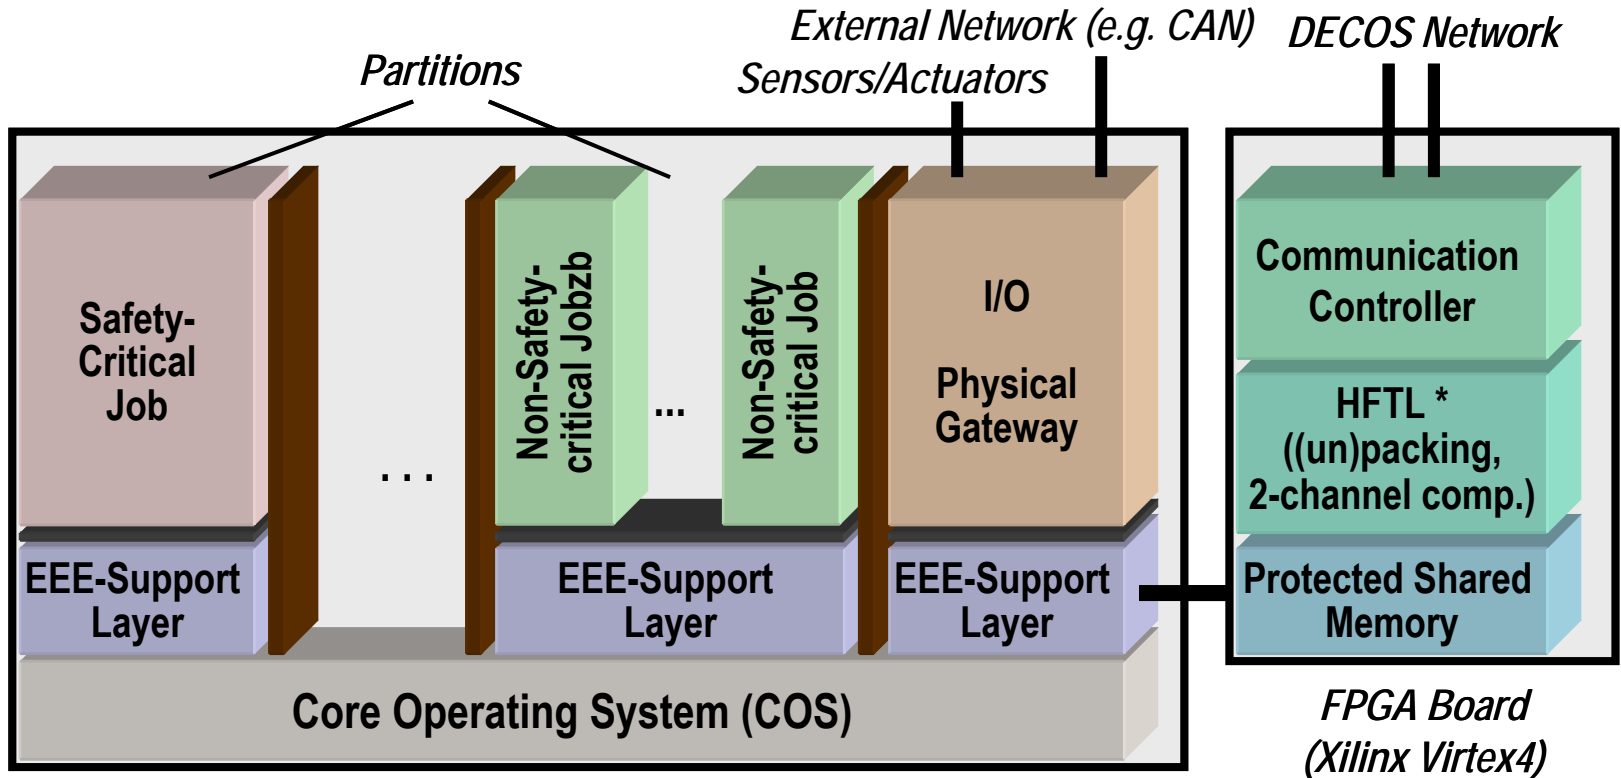 External Network (e.g. CAN)
DECOS Network
Partitions
Sensors/Actuators
Safety-
Critical
Job
. . .
Non-Safety-
critical Jobzb
...
Non-Safety-
critical Job
I/O
Physical
Gateway
Communication
Controller
HFTL *
((un)packing,
2-channel comp.)
EEE-Support
Layer
EEE-Support
Layer
EEE-Support
Layer
Protected Shared
Memory
Core Operating System (COS)
FPGA Board
(Xilinx Virtex4)